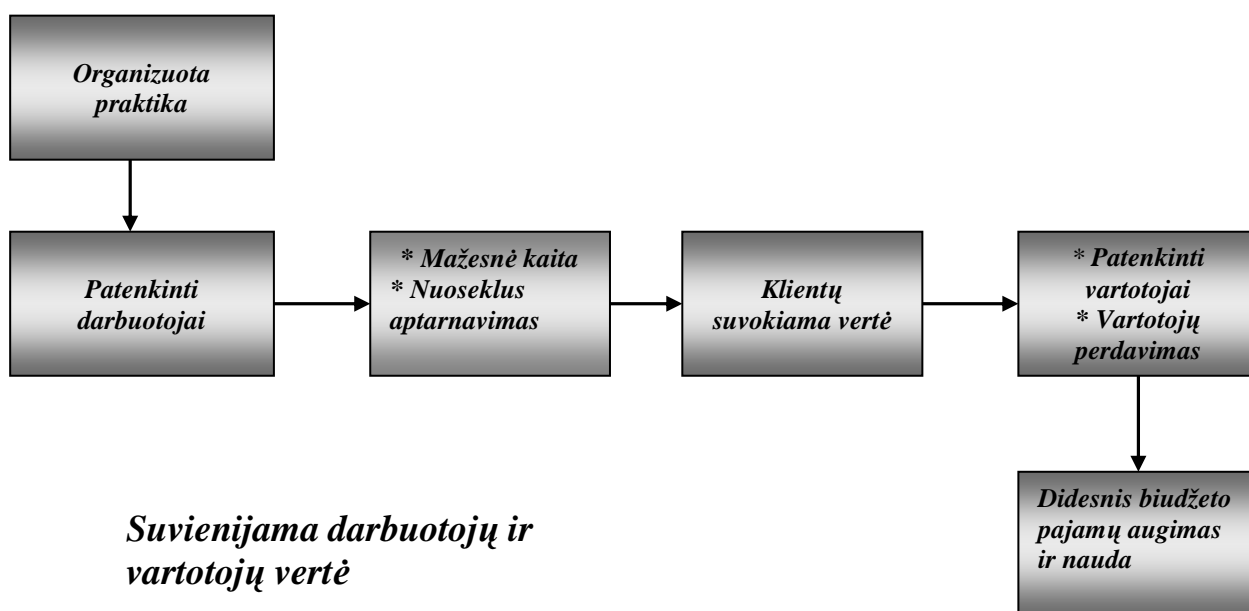 Organizuota
praktika
Patenkinti
darbuotojai
* Mažesnė kaita
* Nuoseklus
aptarnavimas
Klientų
suvokiama vertė
* Patenkinti
vartotojai
* Vartotojų
perdavimas
Didesnis biudžeto
pajamų augimas
ir nauda
Suvienijama darbuotojų ir
vartotojų vertė